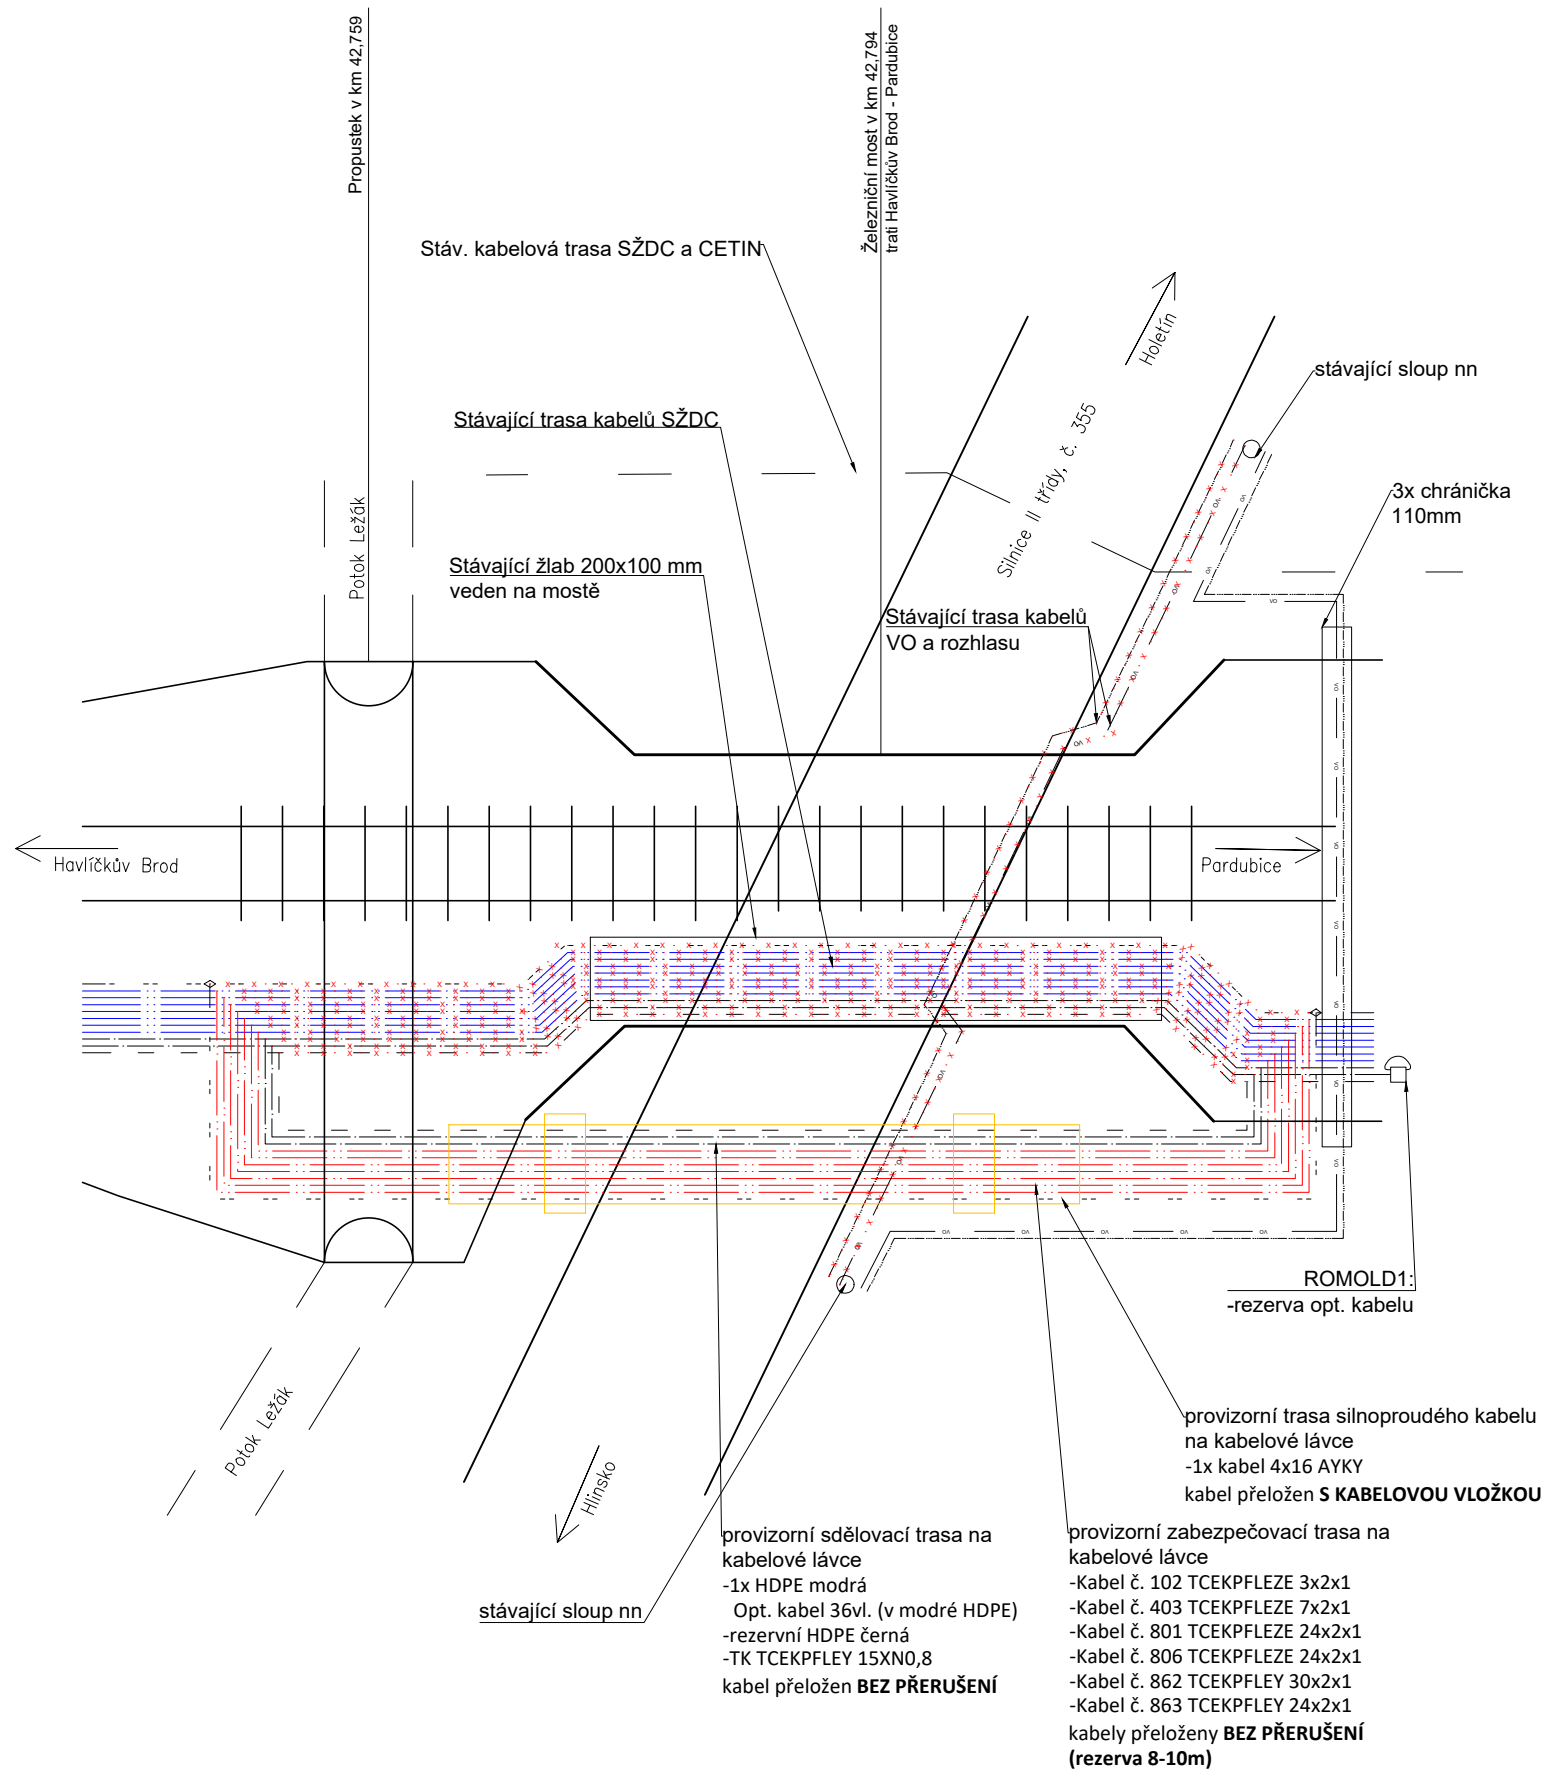 Propustek v km 42,759
Železniční most v km 42,794
trati Havlíčkův Brod - Pardubice
Stáv. kabelová trasa SŽDC a CETIN
Holetín
stávající sloup nn
Stávající trasa kabelů SŽDC
Silnice II třídy, č. 355
3x chránička
110mm
Potok Ležák
Stávající žlab 200x100 mm
veden na mostě
Stávající trasa kabelů
VO a rozhlasu
Havlíčkův Brod
Pardubice
ROMOLD1:
-rezerva opt. kabelu
Potok Ležák
Hlinsko
provizorní trasa silnoproudého kabelu
na kabelové lávce
-1x kabel 4x16 AYKY
kabel přeložen S KABELOVOU VLOŽKOU
stávající sloup nn
provizorní sdělovací trasa na
kabelové lávce
-1x HDPE modrá
Opt. kabel 36vl. (v modré HDPE)
-rezervní HDPE černá
-TK TCEKPFLEY 15XN0,8
kabel přeložen BEZ PŘERUŠENÍ
provizorní zabezpečovací trasa na
kabelové lávce
-Kabel č. 102 TCEKPFLEZE 3x2x1
-Kabel č. 403 TCEKPFLEZE 7x2x1
-Kabel č. 801 TCEKPFLEZE 24x2x1
-Kabel č. 806 TCEKPFLEZE 24x2x1
-Kabel č. 862 TCEKPFLEY 30x2x1
-Kabel č. 863 TCEKPFLEY 24x2x1
kabely přeloženy BEZ PŘERUŠENÍ
(rezerva 8-10m)